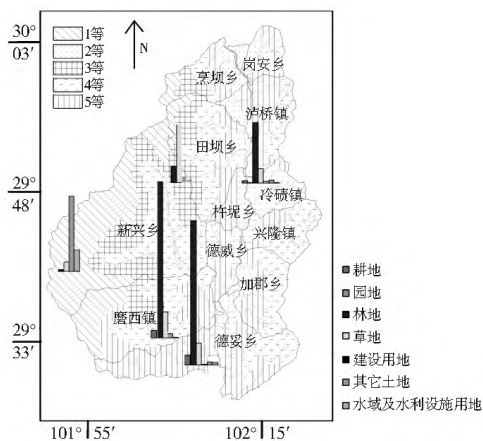 30°
03′
29°
48′
29°
33′
1等
2等
3等
4等
5等
N
岗安乡
烹坝乡
泸桥镇
田坝乡
冷碛镇
杵坭乡
兴隆镇
新兴乡
德威乡
加郡乡
磨西镇
德妥乡
耕地
园地
林地
草地
建设用地
其它土地
水域及水利设施用地
101° 55′
102° 15′